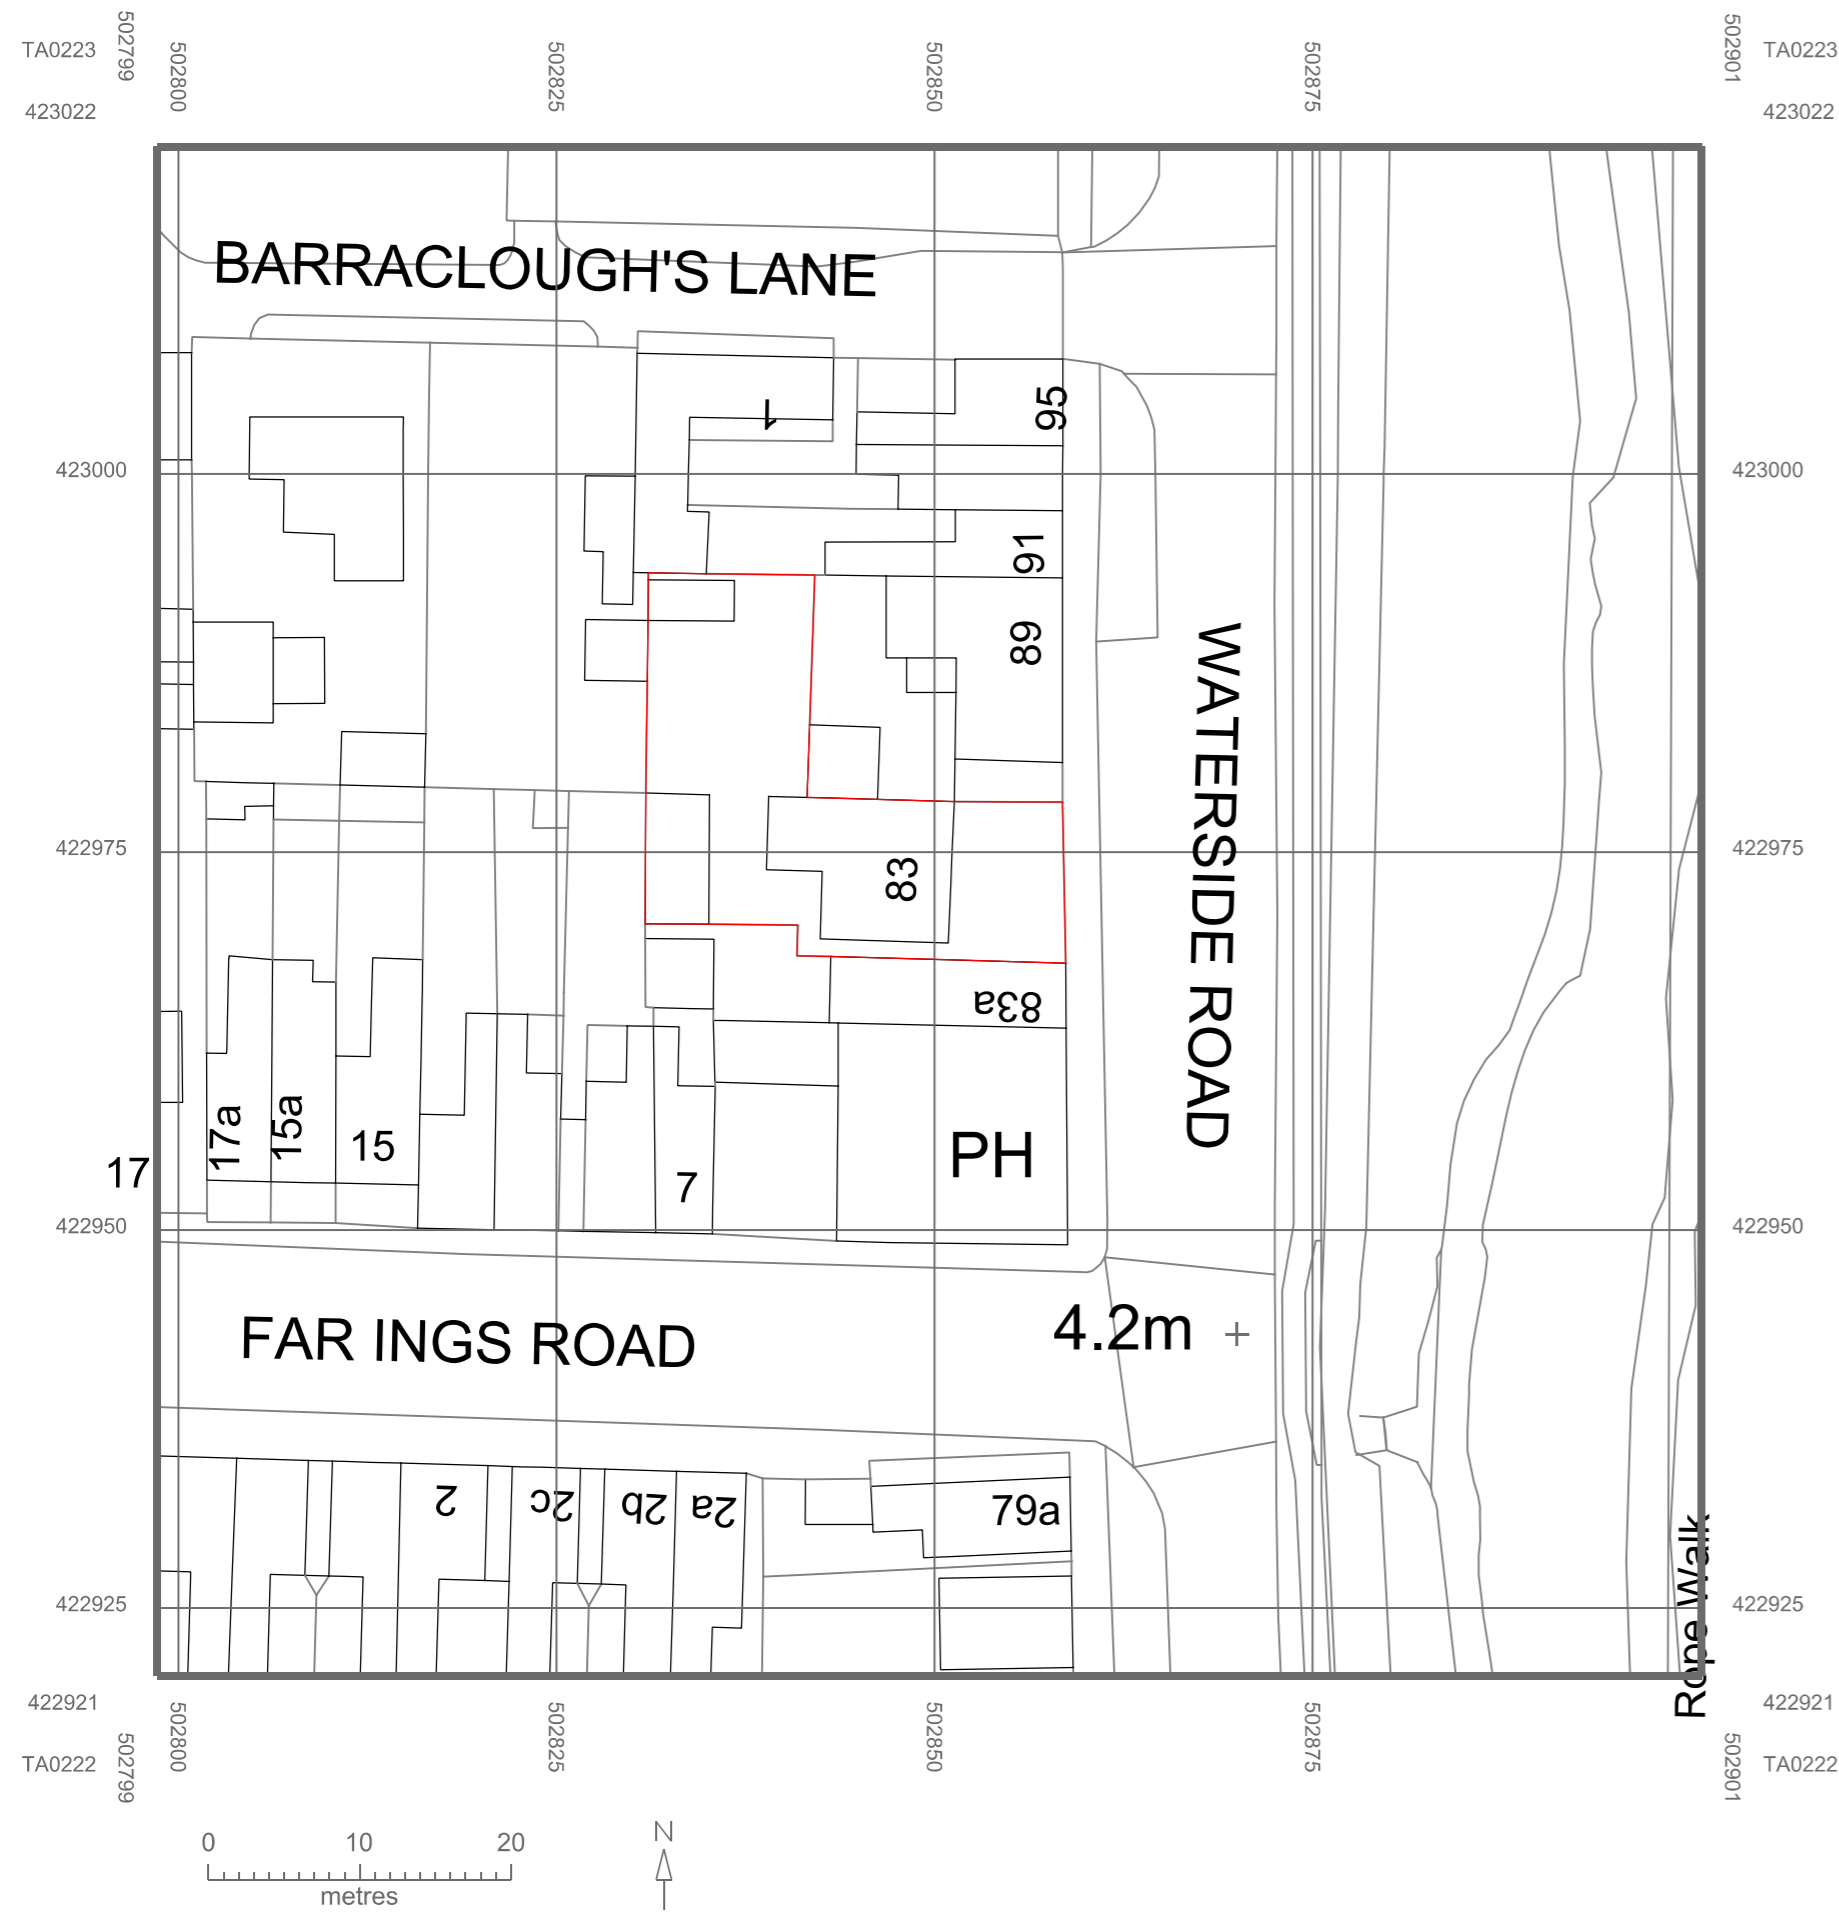 502799
502800
502825
502850
502875
502901
TA0223
TA0223
423022
423022
BARRACLOUGH'S LANE
1
95
423000
423000
91
89
WATERSIDE ROAD
422975
422975
83
83a
17a
15a
15
17
7
PH
422950
422950
FAR INGS ROAD
4.2m
2
2c
2b
2a
79a
Rope Walk
422925
422925
422921
422921
502799
502800
502825
502850
502875
502901
TA0222
TA0222
0 10 20
metres
N